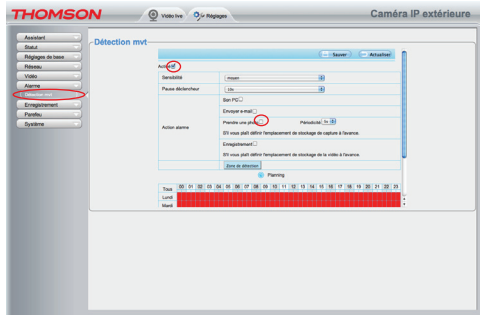 THOMSON
Vidéo live
Réglages
Caméra IP extérieure
Assistant
Statut
Réglages de base
Réseau
Vidéo
Alarme
Détection mvt
Enregistrement
Parefeu
Système
Détection mvt
Sauver
Actualiser
Activé
Sensibilité
moyen
Pause déclencheur
10s
Action alarme
Son PC
Envoyer e-mail
Prendre une photo
Périodicité 5s
S'il vous plaît définir l'emplacement de stockage de capture à l'avance.
Enregistrement
S'il vous plaît définir l'emplacement de stockage de la vidéo à l'avance.
Zone de détection
Planning
Tous 00 01 02 03 04 05 06 07 08 09 10 11 12 13 14 15 16 17 18 19 20 21 22 23
Lundi
Mardi